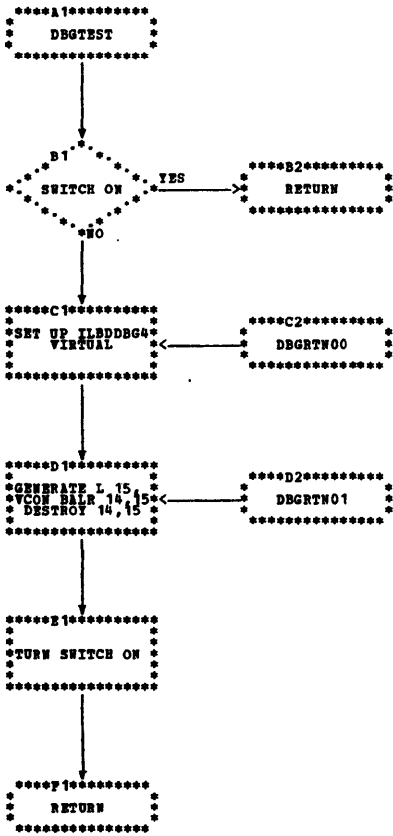 A1
DBGTEST
B1
SWITCH ON
YES
B2
RETURN
NO
C1
SET UP ILBDDBG4
VIRTUAL
C2
DBGRTN00
D1
GENERATE L 15,
VCON BALR 14,15
DESTROY 14,15
D2
DBGRTN01
E1
TURN SWITCH ON
F1
RETURN